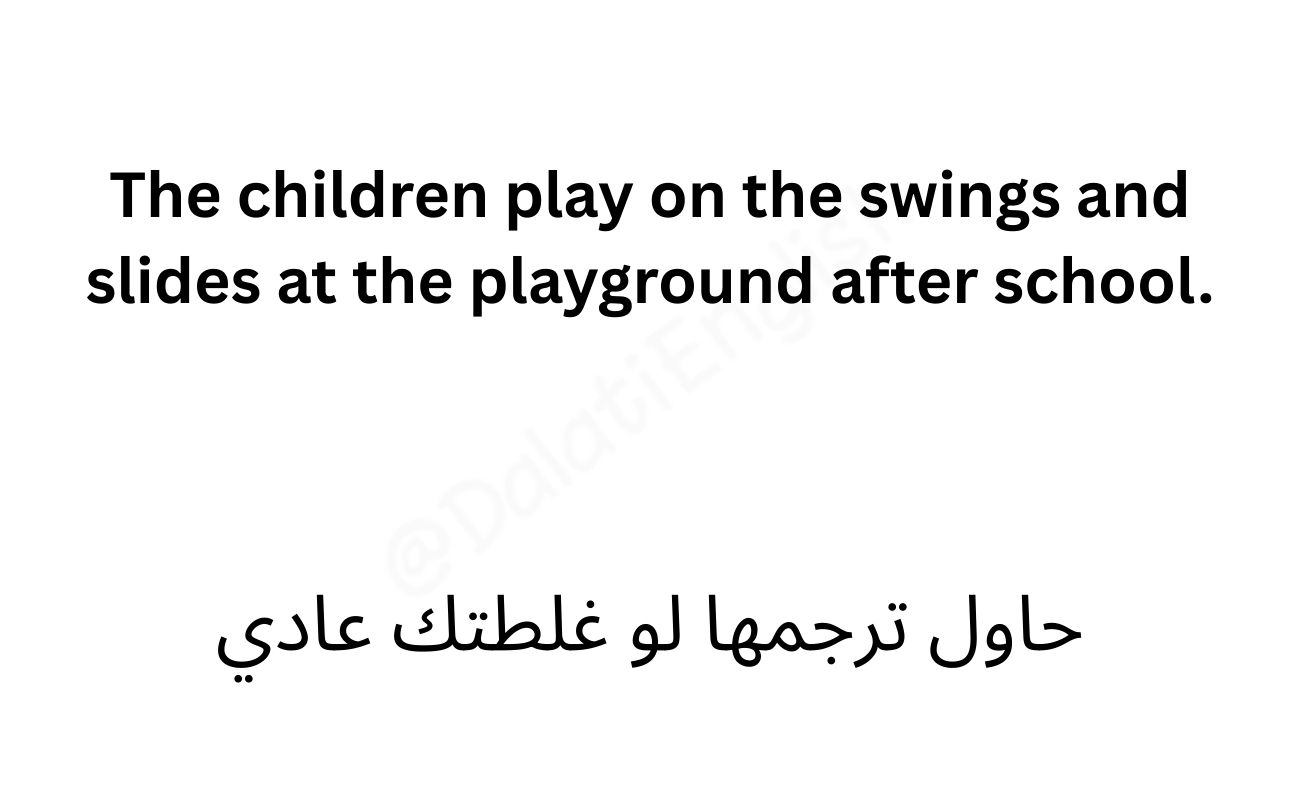 The children play on the swings and
slides at the playground after school.
@DalatiEnglish
حاول ترجمها لو غلطتك عادي